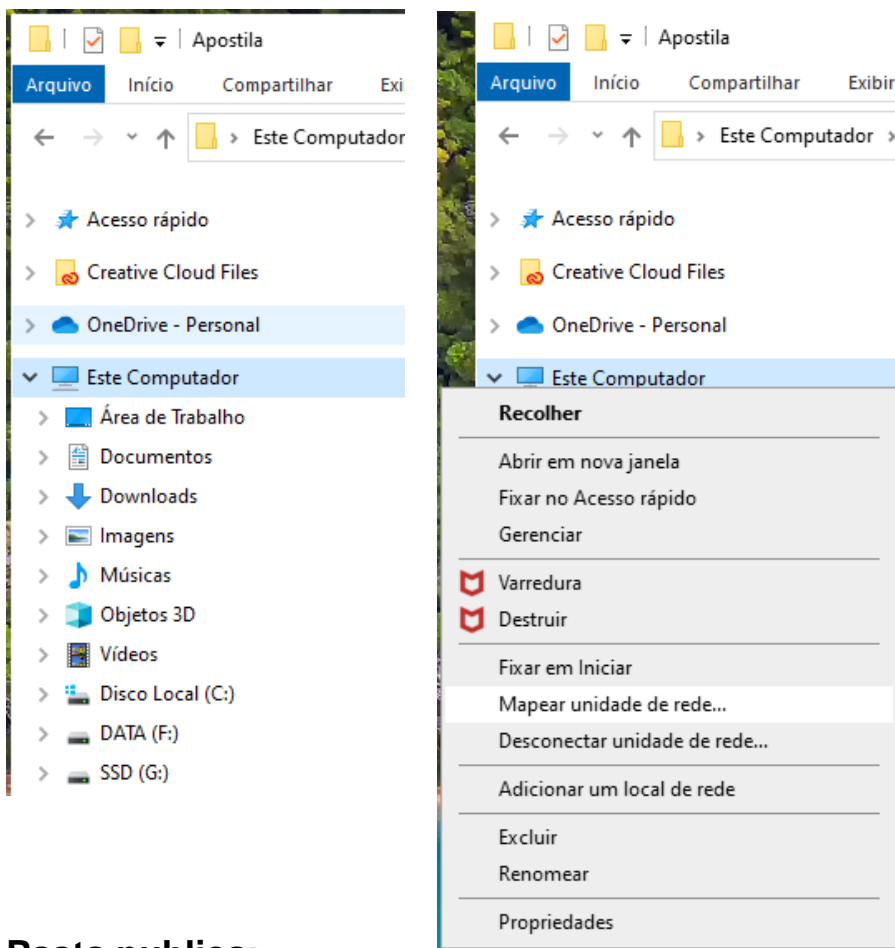 Apostila
Arquivo Início Compartilhar Exi
Este Computador
Acesso rápido
Creative Cloud Files
OneDrive - Personal
Este Computador
Área de Trabalho
Documentos
Downloads
Imagens
Músicas
Objetos 3D
Vídeos
Disco Local (C:)
DATA (F:)
SSD (G:)
Apostila
Arquivo Início Compartilhar Exibir
Este Computador
Acesso rápido
Creative Cloud Files
OneDrive - Personal
Este Computador
Recolher
Abrir em nova janela
Fixar no Acesso rápido
Gerenciar
Varredura
Destruir
Fixar em Iniciar
Mapear unidade de rede...
Desconectar unidade de rede...
Adicionar um local de rede
Excluir
Renomear
Propriedades